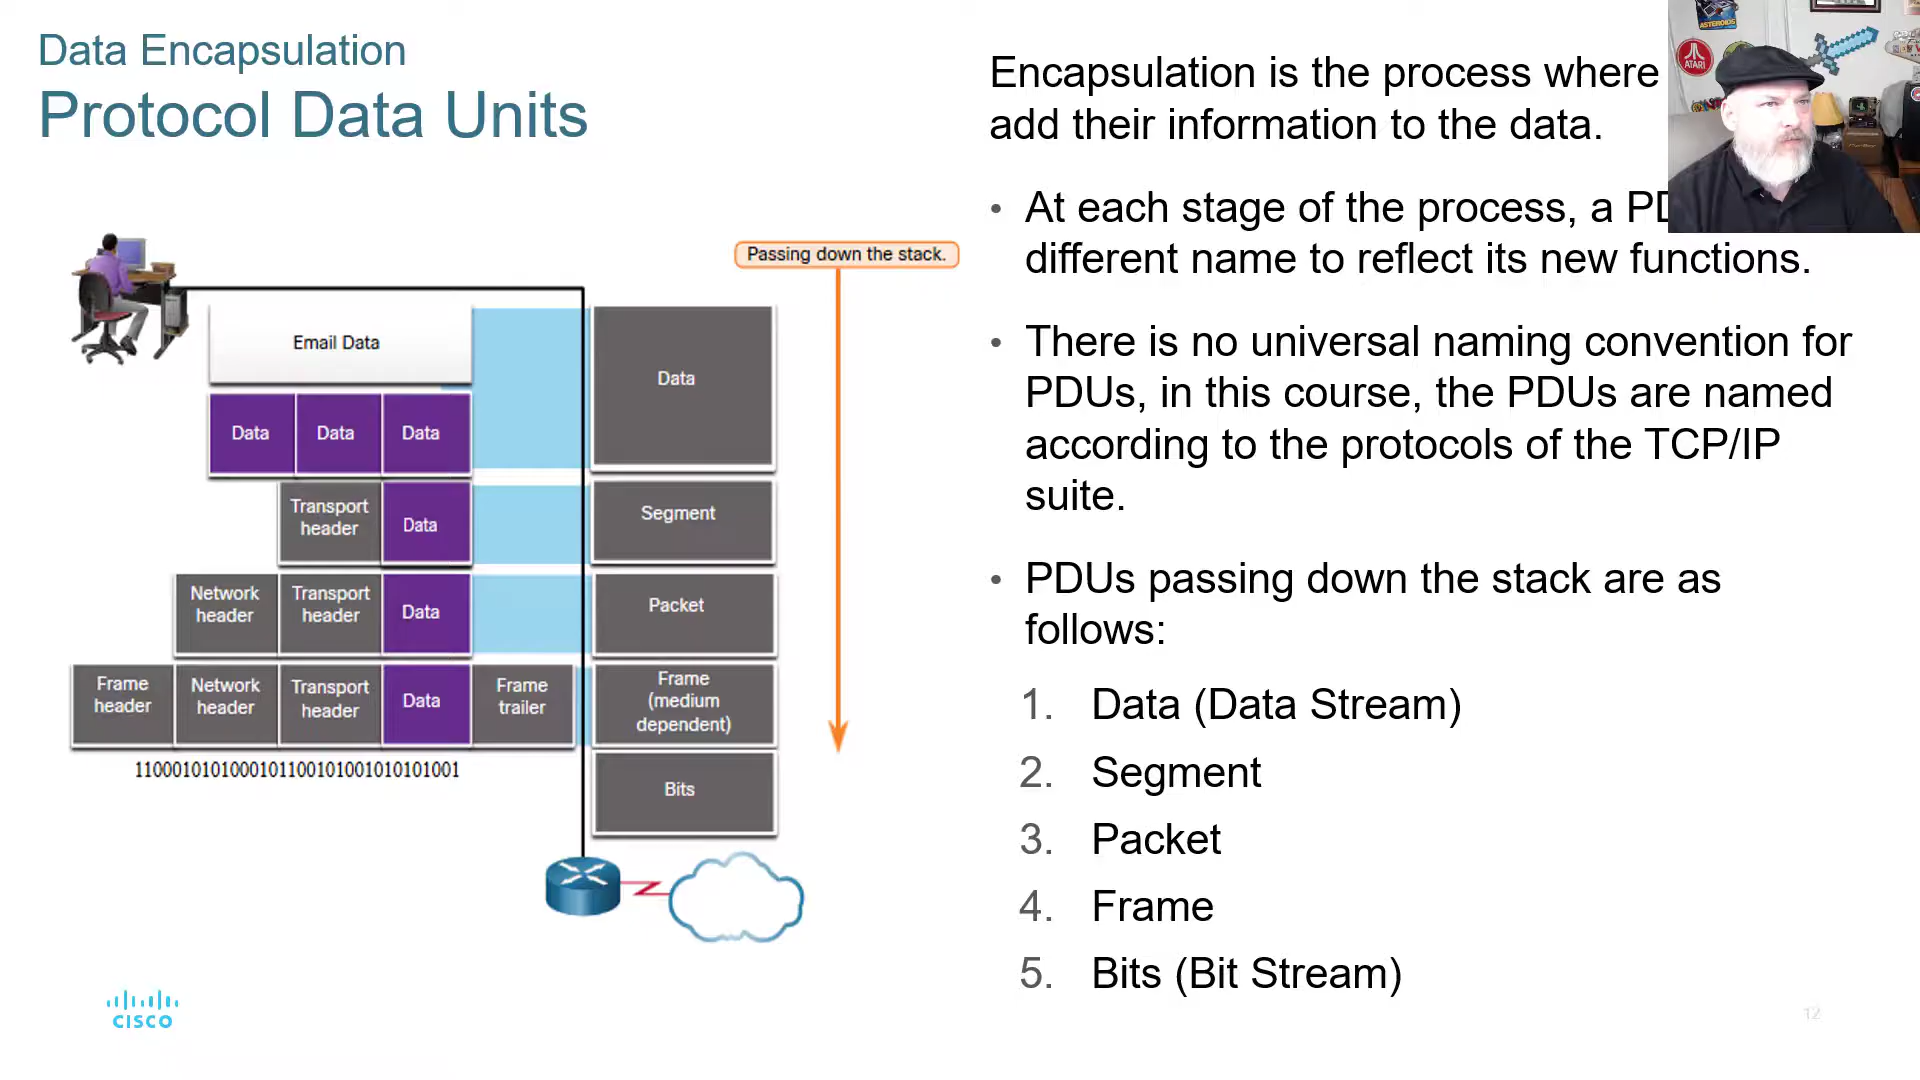 Data Encapsulation
Protocol Data Units
Encapsulation is the process where
add their information to the data.
• At each stage of the process, a
different name to reflect its new functions.
• There is no universal naming convention for
PDUs, in this course, the PDUs are named
according to the protocols of the TCP/IP
suite.
• PDUs passing down the stack are as
follows:
1. Data (Data Stream)
2. Segment
3. Packet
4. Frame
5. Bits (Bit Stream)
Passing down the stack.
Email Data
Data
Data Data Data
Transport
header
Data
Segment
Network
header
Transport
header
Data
Packet
Frame
header
Network
header
Transport
header
Data
Frame
trailer
Frame
(medium
dependent)
Bits
CISCO
12
ASTEROIDS
ATARI